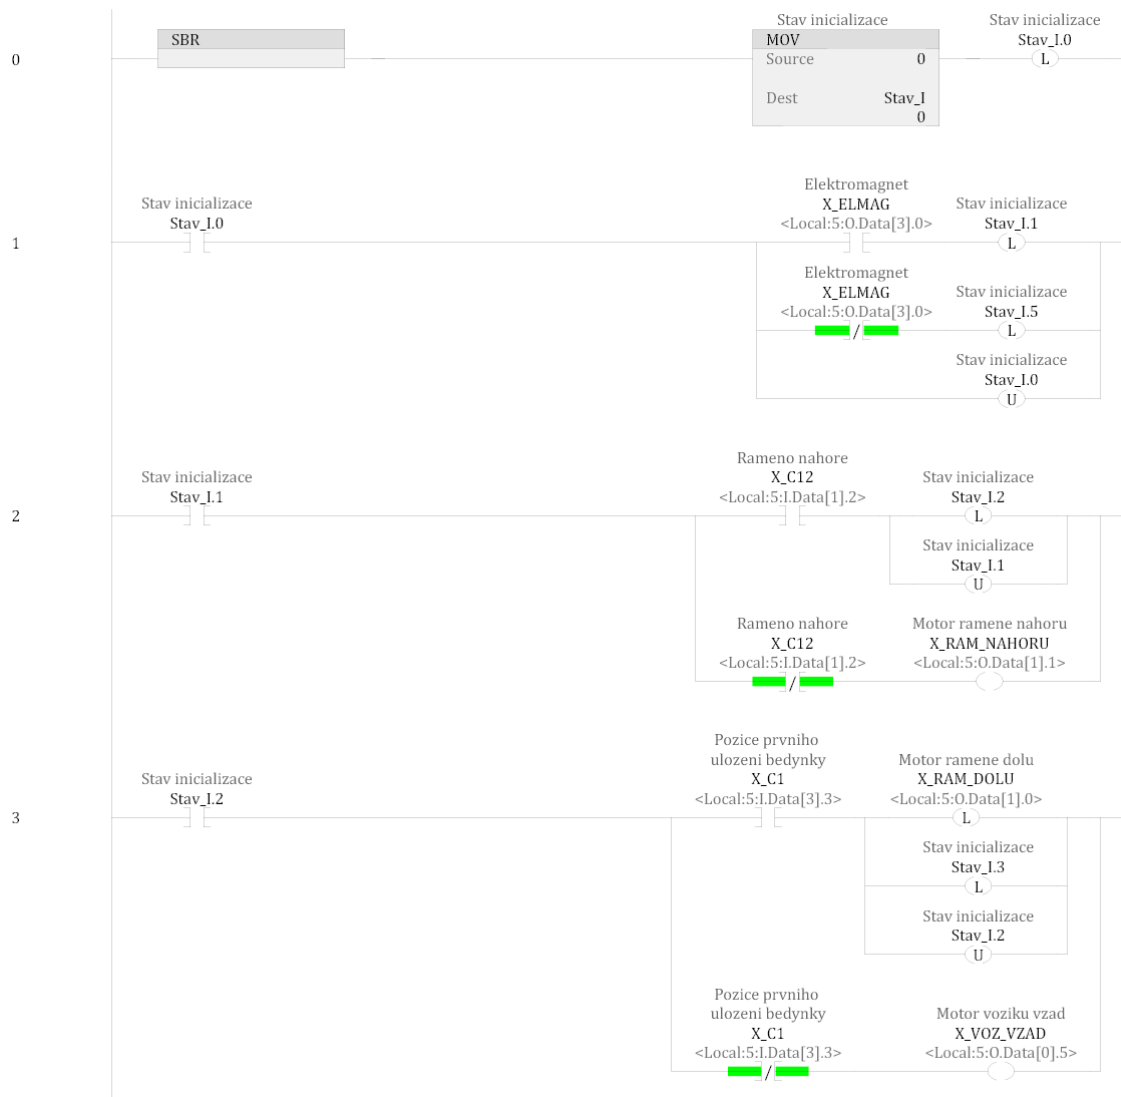 0
SBR
Stav inicializace
MOV
Source 0
Dest Stav_I
0
Stav inicializace
Stav_I.0
L
1
Stav inicializace
Stav_I.0
Elektromagnet
X_ELMAG
<Local:5:O.Data[3].0>
Stav inicializace
Stav_I.1
L
Elektromagnet
X_ELMAG
<Local:5:O.Data[3].0>
/
Stav inicializace
Stav_I.5
L
Stav inicializace
Stav_I.0
U
2
Stav inicializace
Stav_I.1
Rameno nahore
X_C12
<Local:5:I.Data[1].2>
Stav inicializace
Stav_I.2
L
Stav inicializace
Stav_I.1
U
Rameno nahore
X_C12
<Local:5:I.Data[1].2>
/
Motor ramene nahoru
X_RAM_NAHORU
<Local:5:O.Data[1].1>
3
Stav inicializace
Stav_I.2
Pozice prvniho
ulozeni bedynky
X_C1
<Local:5:I.Data[3].3>
Motor ramene dolu
X_RAM_DOLU
<Local:5:O.Data[1].0>
L
Stav inicializace
Stav_I.3
L
Stav inicializace
Stav_I.2
U
Pozice prvniho
ulozeni bedynky
X_C1
<Local:5:I.Data[3].3>
/
Motor voziku vzad
X_VOZ_VZAD
<Local:5:O.Data[0].5>